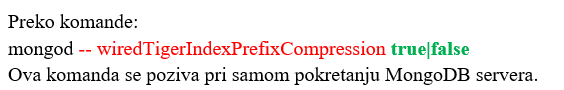 Preko komande:
mongod -- wiredTigerIndexPrefixCompression true|false
Ova komanda se poziva pri samom pokretanju MongoDB servera.